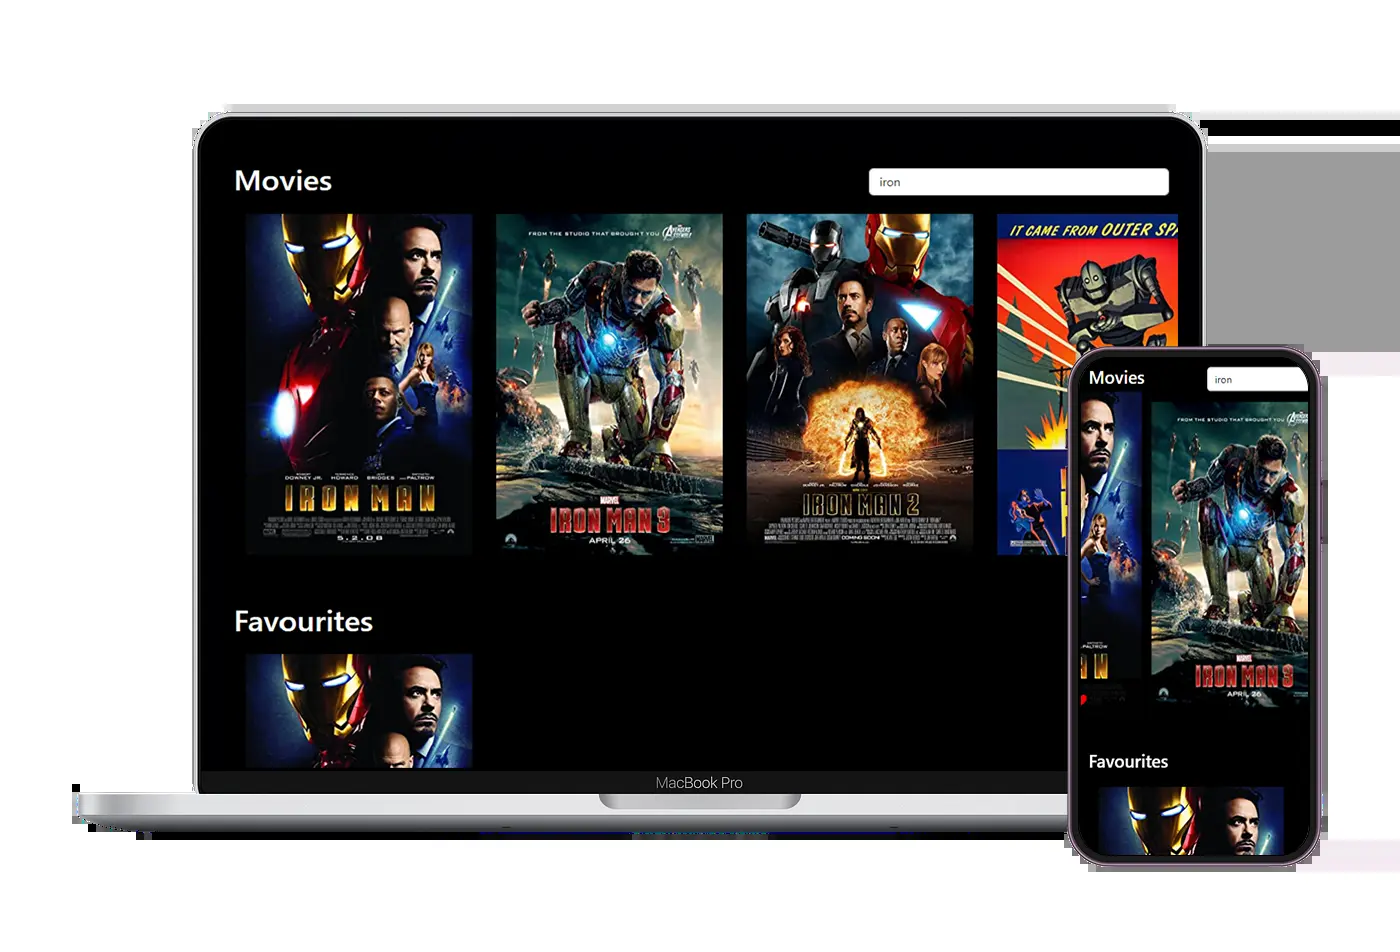 Movies
iron
FROM THE STUDIO THAT BROUGHT YOU
AVENGERS
IT CAME FROM OUTER SPA
ROBERT DOWNEY JR.
TERRENCE HOWARD
JEFF BRIDGES
GWYNETH PALTROW
IRON MAN
5.2.08
MARVEL
IRON MAN 3
APRIL 26
IRON MAN 2
COMING SOON
Favourites
MacBook Pro
Movies
iron
FROM THE STUDIO THAT BROUGHT YOU
PALTROW
AN
MARVEL
IRON MAN 3
APRIL 26
Favourites